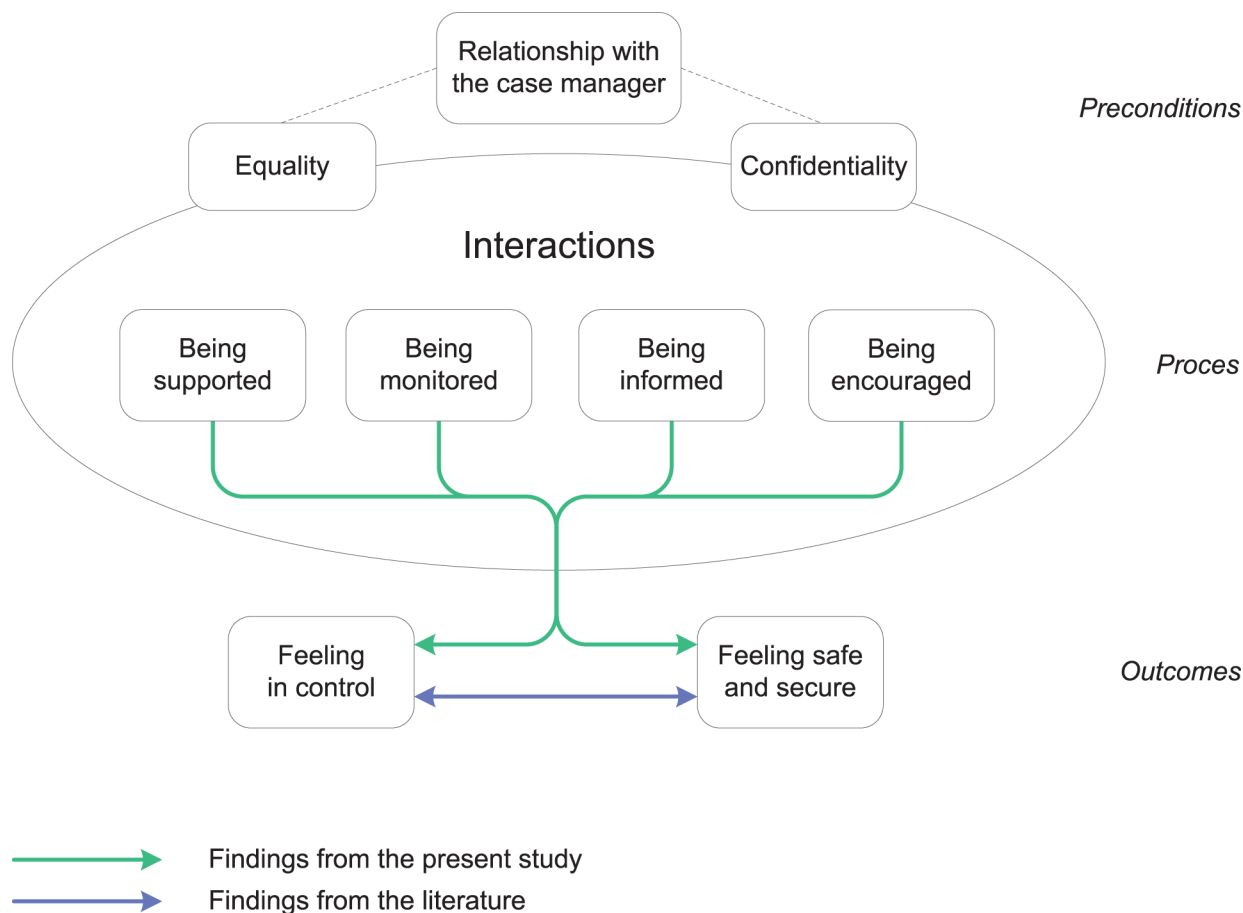 Relationship with
the case manager
Preconditions
Equality
Confidentiality
Interactions
Being
supported
Being
monitored
Being
informed
Being
encouraged
Proces
Feeling
in control
Feeling safe
and secure
Outcomes
Findings from the present study
Findings from the literature